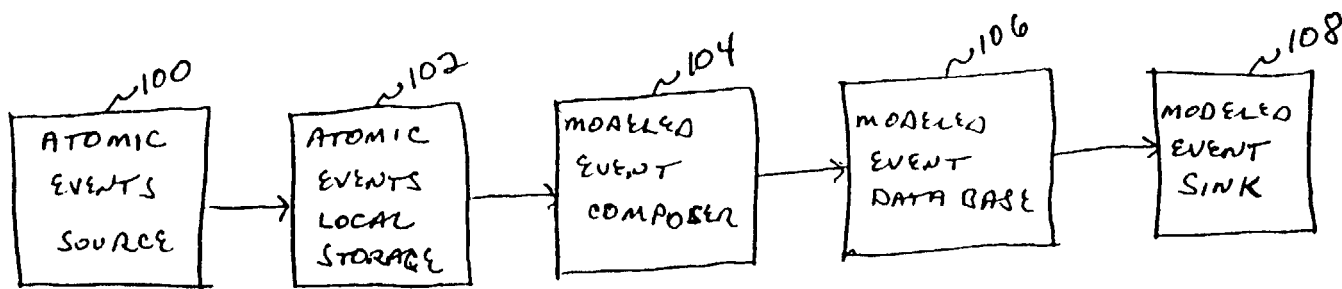 100
102
104
106
108
ATOMIC
EVENTS
SOURCE
ATOMIC
EVENTS
LOCAL
STORAGE
MODELED
EVENT
COMPOSER
MODELED
EVENT
DATA BASE
MODELED
EVENT
SINK